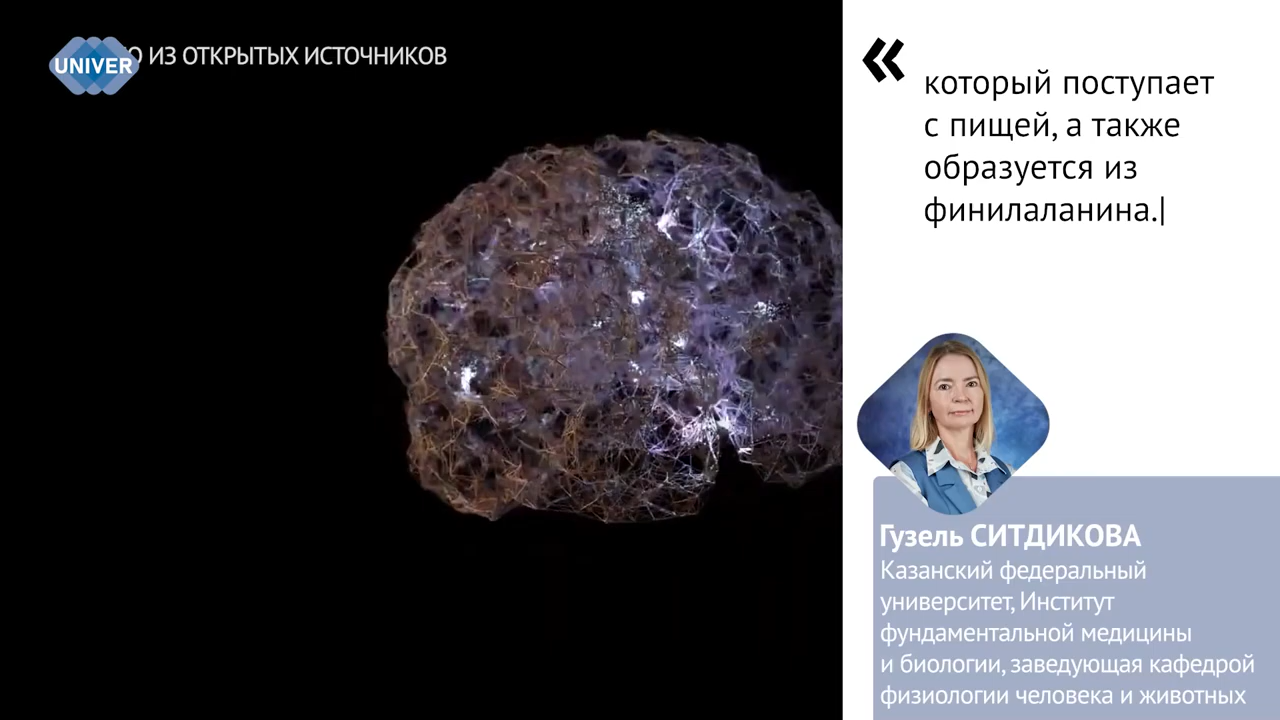 UNIVER
О ИЗ ОТКРЫТЫХ ИСТОЧНИКОВ
«
который поступает
с пищей, а также
образуется из
финилаланина.|
Гузель СИТДИКОВА
Казанский федеральный
университет, Институт
фундаментальной медицины
и биологии, заведующая кафедрой
физиологии человека и животных